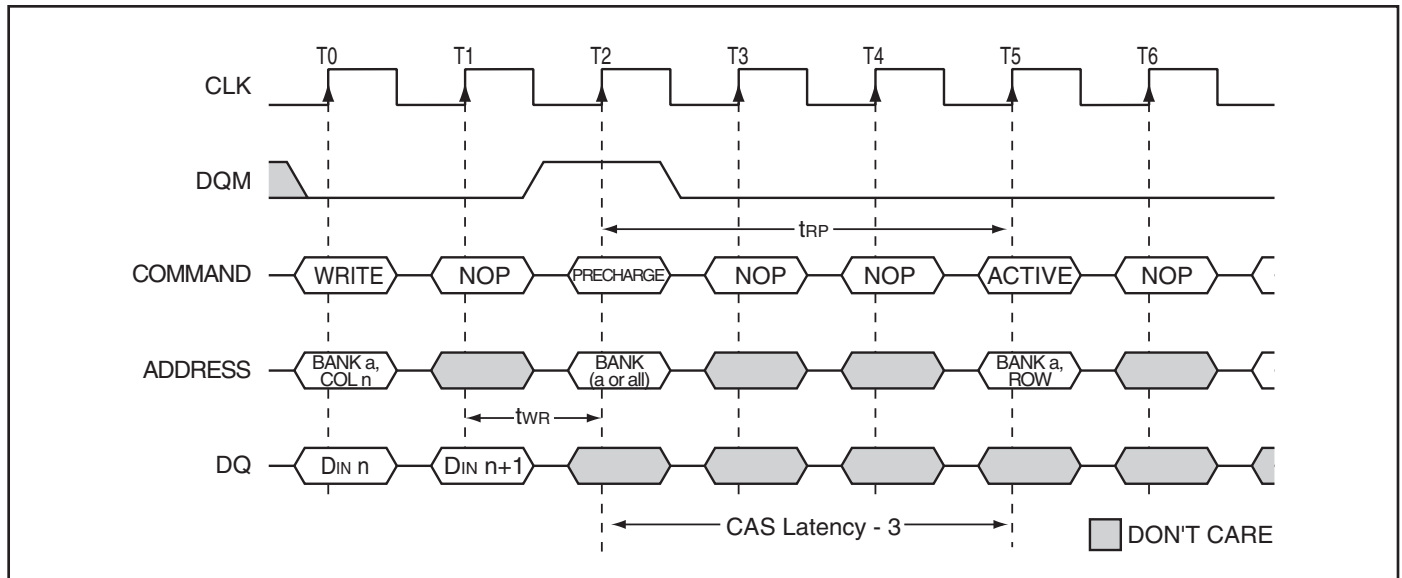 T0 T1 T2 T3 T4 T5 T6
CLK
DQM
tRP
COMMAND WRITE NOP PRECHARGE NOP NOP ACTIVE NOP
ADDRESS
BANK a,
COL n
BANK
(a or all)
BANK a,
ROW
tWR
DQ DIN n DIN n+1
CAS Latency - 3
DON'T CARE